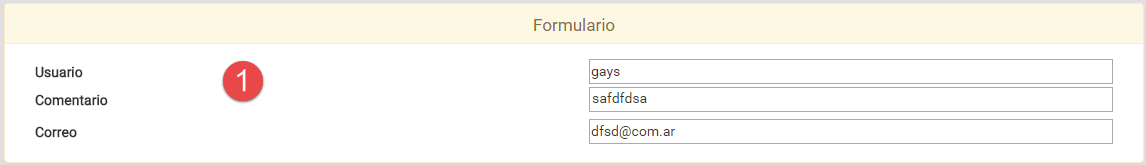 Formulario
1
Usuario gays
Comentario safdfdsa
Correo dfsd@com.ar